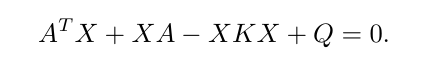 A^T X + XA − XKX + Q = 0.